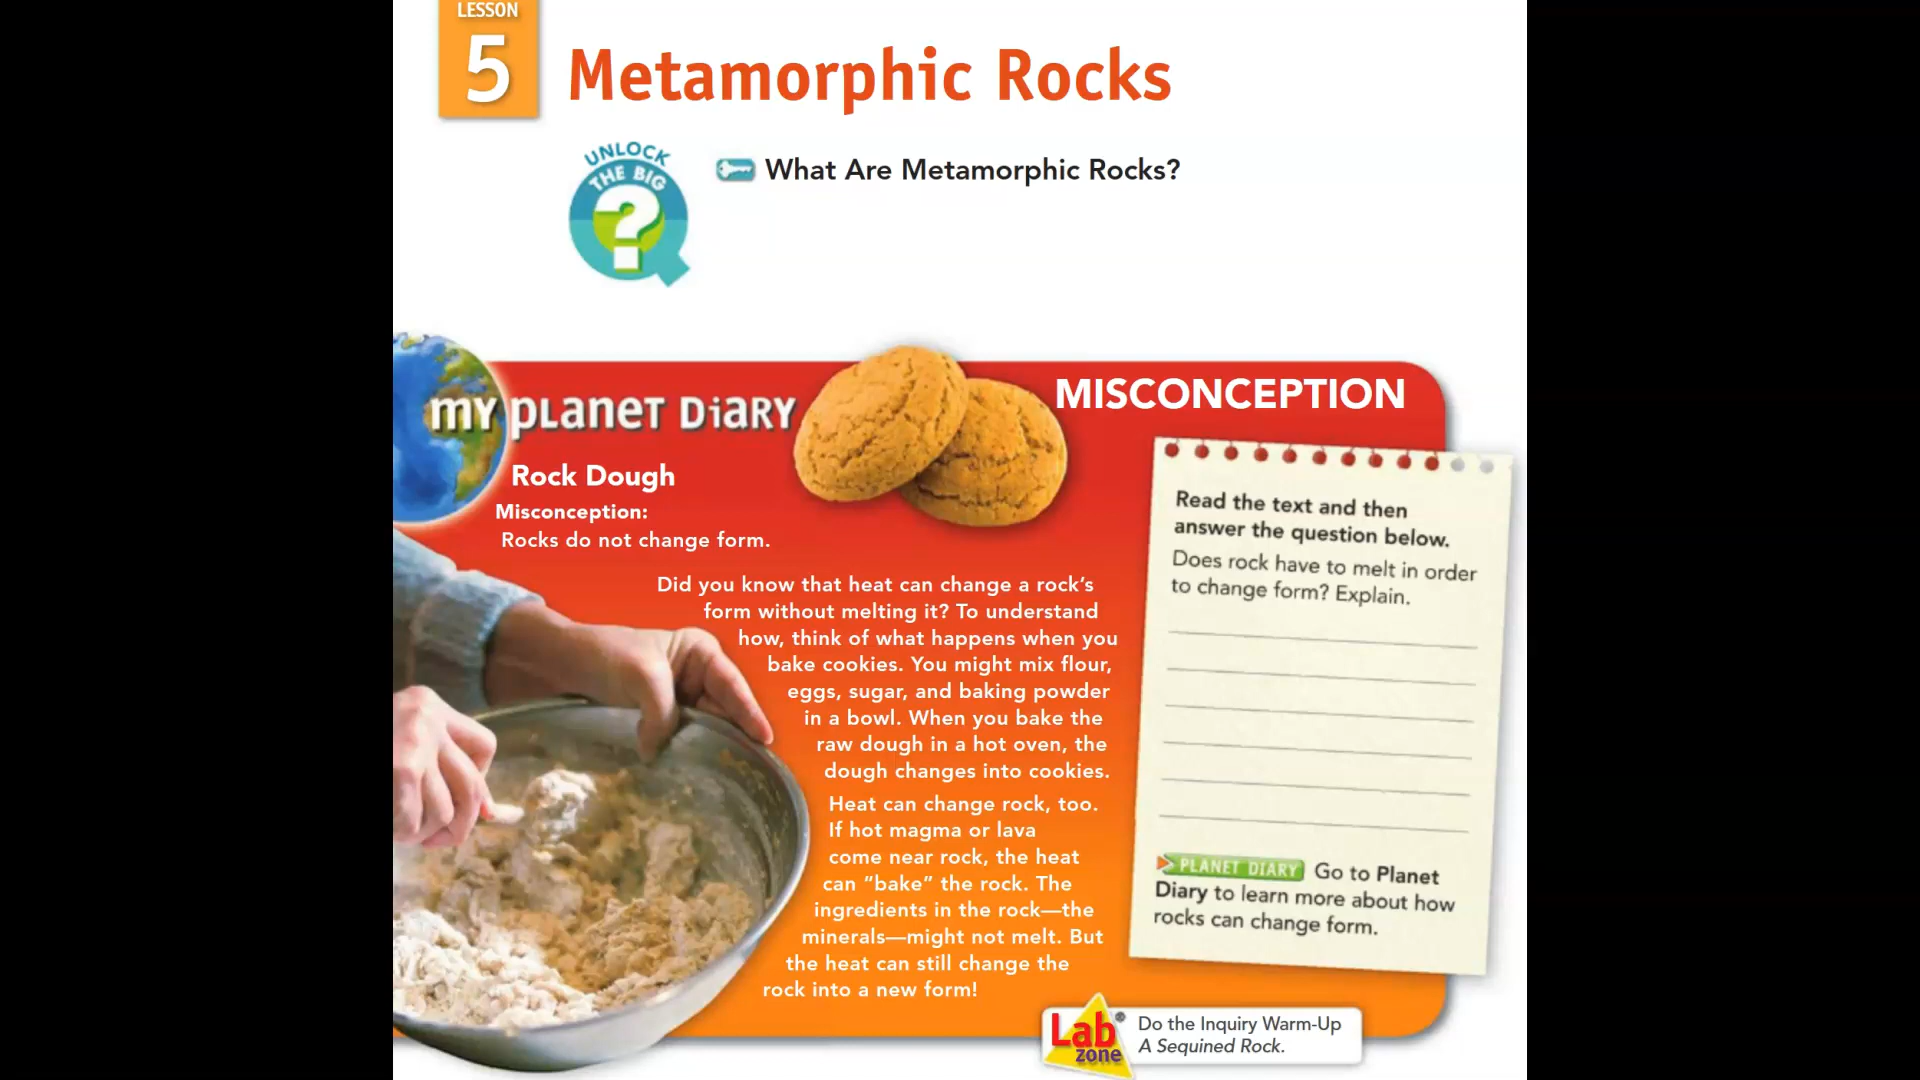 LESSON
5
Metamorphic Rocks
UNLOCK
THE BIG
?
What Are Metamorphic Rocks?
my pLaneT DiaRY
MISCONCEPTION
Rock Dough
Misconception:
Rocks do not change form.
Did you know that heat can change a rock’s
form without melting it? To understand
how, think of what happens when you
bake cookies. You might mix flour,
eggs, sugar, and baking powder
in a bowl. When you bake the
raw dough in a hot oven, the
dough changes into cookies.
Heat can change rock, too.
If hot magma or lava
come near rock, the heat
can “bake” the rock. The
ingredients in the rock—the
minerals—might not melt. But
the heat can still change the
rock into a new form!
Read the text and then
answer the question below.
Does rock have to melt in order
to change form? Explain.
PLANET DIARY Go to Planet
Diary to learn more about how
rocks can change form.
Lab®
zone
Do the Inquiry Warm-Up
A Sequined Rock.